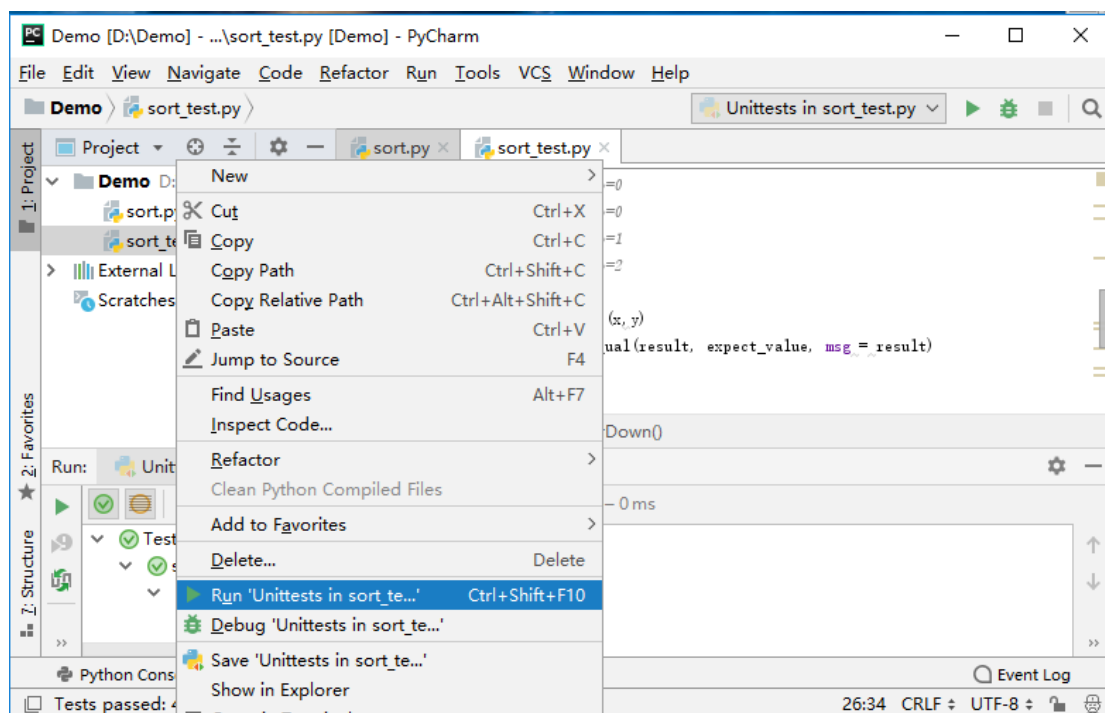 Demo [D:\Demo] - ...\sort_test.py [Demo] - PyCharm
File Edit View Navigate Code Refactor Run Tools VCS Window Help
Demo sort_test.py Unittests in sort_test.py
1: Project
Project sort.py sort_test.py
Demo D:
sort.p
sort_te
External L
Scratches
New
Cut Ctrl+X
Copy Ctrl+C
Copy Path Ctrl+Shift+C
Copy Relative Path Ctrl+Alt+Shift+C
Paste Ctrl+V
Jump to Source F4
Find Usages Alt+F7
Inspect Code...
Refactor
Clean Python Compiled Files
Add to Favorites
Delete... Delete
Run 'Unittests in sort_te...' Ctrl+Shift+F10
Debug 'Unittests in sort_te...'
Save 'Unittests in sort_te...'
Show in Explorer
=0
=0
=1
=2
(x, y)
ual(result, expect_value, msg = result)
Down()
2: Favorites
7: Structure
Run: Unit
– 0 ms
Test
s
Python Cons
Event Log
Tests passed: 4
26:34 CRLF UTF-8